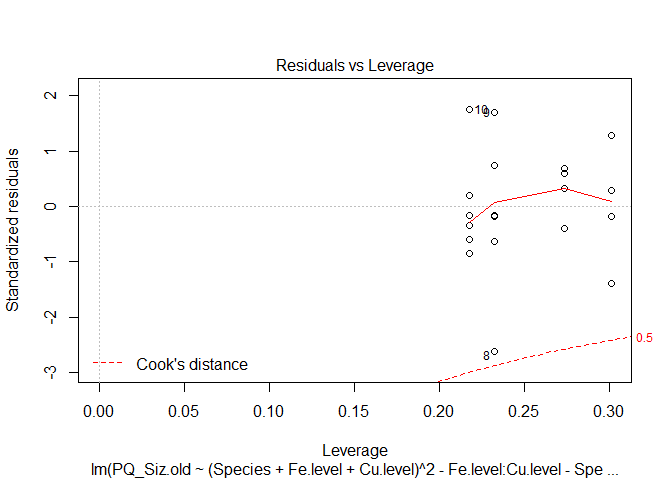 Residuals vs Leverage
Standardized residuals
2
1
0
-1
-2
-3
10
9
8
0.5
Cook's distance
0.00 0.05 0.10 0.15 0.20 0.25 0.30
Leverage
lm(PQ_Siz.old ~ (Species + Fe.level + Cu.level)^2 - Fe.level:Cu.level - Spe ...